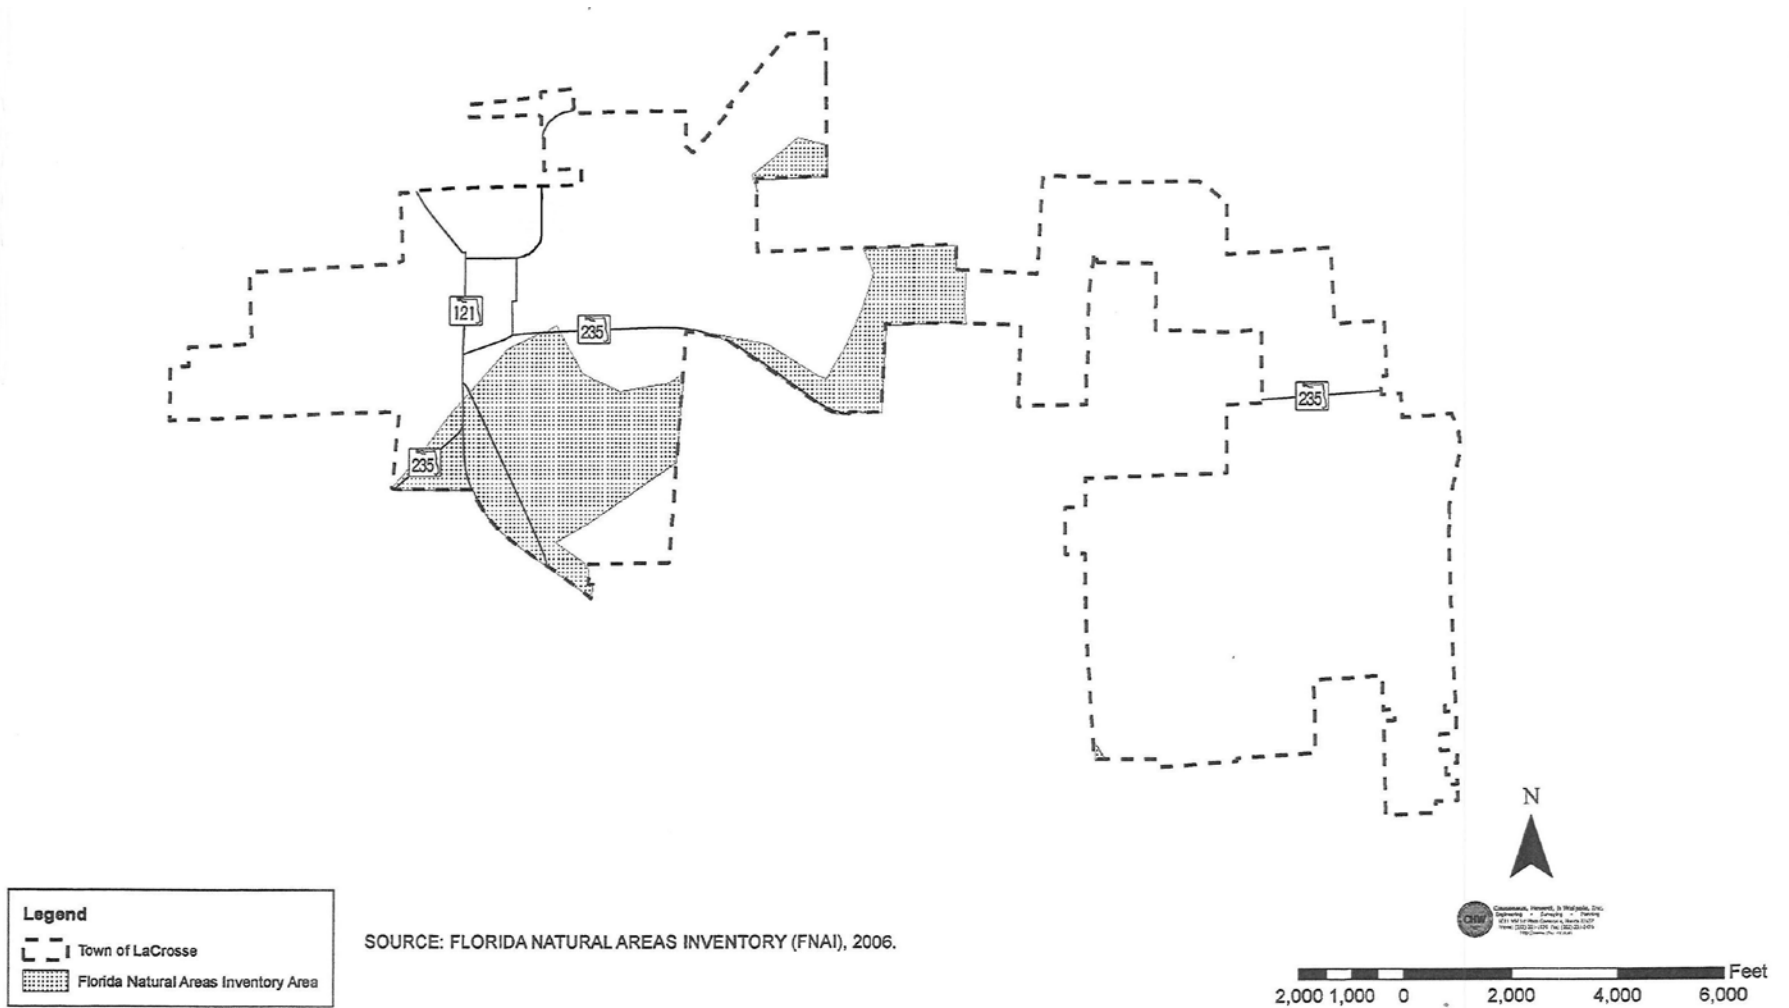 121
235
235
235
N
Legend
Town of LaCrosse
Florida Natural Areas Inventory Area
SOURCE: FLORIDA NATURAL AREAS INVENTORY (FNAI), 2006.
CHW
Feet
2,000 1,000 0 2,000 4,000 6,000